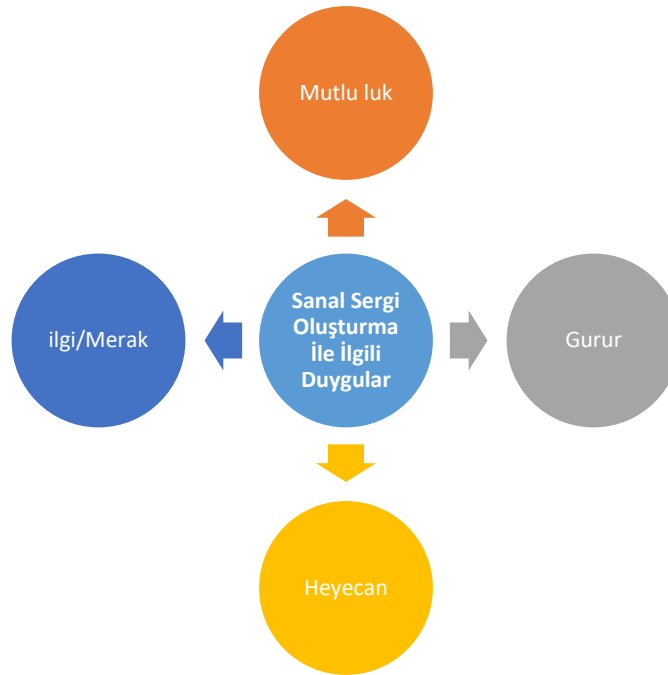 Mutlu luk
ilgi/Merak
Sanal Sergi
Oluşturma
İle İlgili
Duygular
Gurur
Heyecan